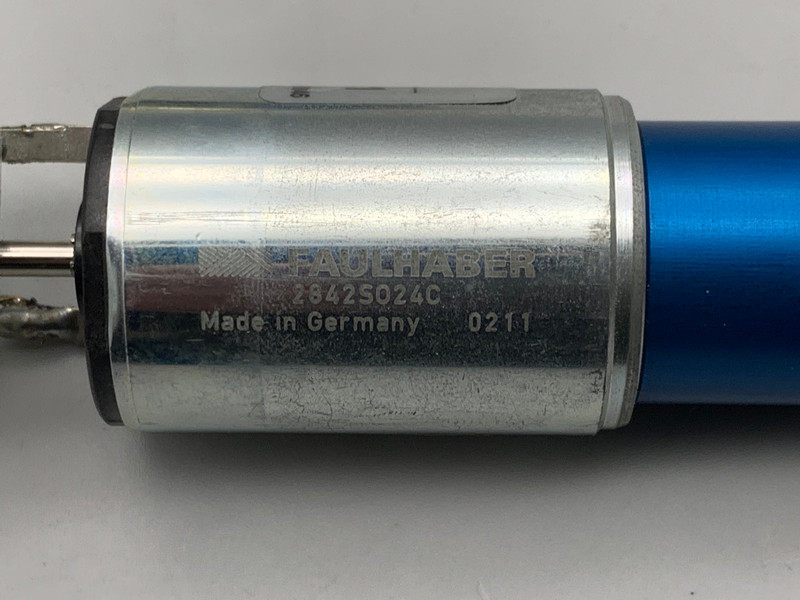 FAULHABER
2842S024C
Made in Germany 0211